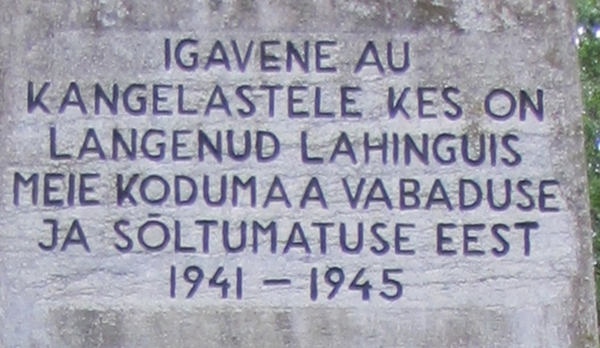 IGAVENE AU
KANGELASTELE KES ON
LANGENUD LAHINGUIS
MEIE KODUMAA VABADUSE
JA SÕLTUMATUSE EEST
1941 – 1945